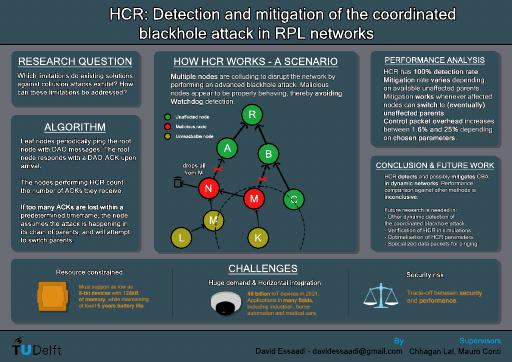 HCR: Detection and mitigation of the coordinated
blackhole attack in RPL networks
RESEARCH QUESTION
Which limitations do existing solutions
against collusion attacks exhibit? How
can these limitations be addressed?
ALGORITHM
Leaf nodes periodically ping the root
node with DAO messages. The root
node responds with a DAO-ACK upon
arrival.
The nodes performing HCR count
the number of ACKs they receive.
If too many ACKs are lost within a
predetermined timeframe, the node
assumes the attack is happening in
its chain of parents, and will attempt
to switch parents.
HOW HCR WORKS - A SCENARIO
Multiple nodes are colluding to disrupt the network by
performing an advanced blackhole attack. Malicious
nodes appear to be properly behaving, thereby avoiding
Watchdog detection.
Unaffected node
Malicious node
Unreachable node
drops all
from M
R
A
B
N
M
C
M
L
K
PERFORMANCE ANALYSIS
HCR has 100% detection rate
Mitigation rate varies depending
on available unaffected parents
Mitigation works whenever affected
nodes can switch to (eventually)
unaffected parents
Control packet overhead increases
between 1.6% and 25% depending
on chosen parameters.
CONCLUSION & FUTURE WORK
HCR detects and possibly mitigates CBA
in dynamic networks. Performance
comparison against other methods is
inconclusive.
Future research is needed in:
- Other dynamic detection of
the coordinated blackhole attack.
- Verification of HCR in simulations
- Optimisation of HCR parameters
- Specialized data packets for pinging
CHALLENGES
Resource constrained
Must support as low as
8-bit devices with 128kB
of memory, while maintaining
at least 5 years battery life.
Huge demand & Horizontal integration
46 billion IoT devices in 2021.
Applications in many fields,
including industrial, home
automation and medical care.
Security risk
Trade-off between security
and performance.
TU Delft
By
David Essaadi - davidessaadi@gmail.com
Supervisors
Chhagan Lal, Mauro Conti